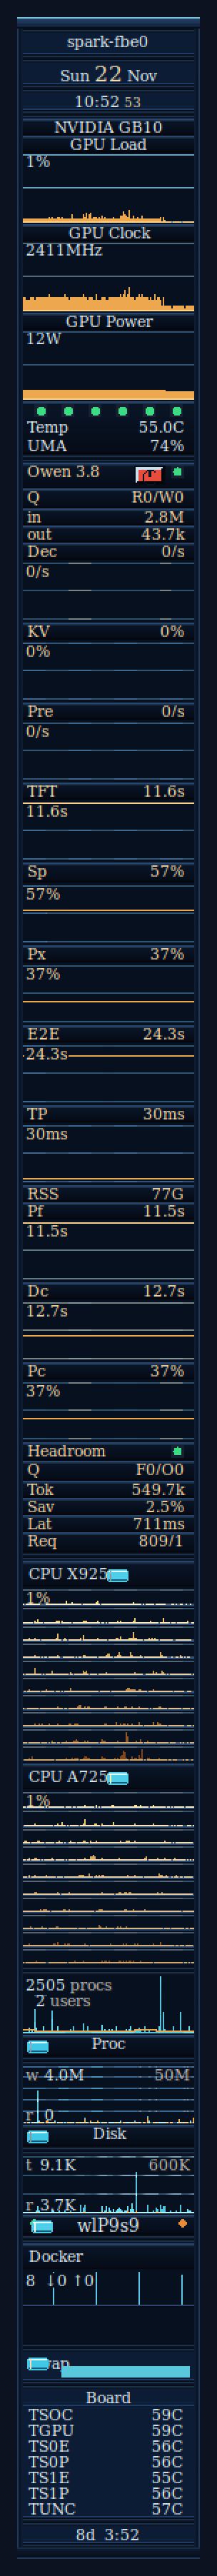 spark-fbe0
Sun 22 Nov
10:52 53
NVIDIA GB10
GPU Load
1%
GPU Clock
2411MHz
GPU Power
12W
Temp 55.0C
UMA 74%
Owen 3.8
Q R0/W0
in 2.8M
out 43.7k
Dec 0/s
0/s
KV 0%
0%
Pre 0/s
0/s
TFT 11.6s
11.6s
Sp 57%
57%
Px 37%
37%
E2E 24.3s
24.3s
TP 30ms
30ms
RSS 77G
Pf 11.5s
11.5s
Dc 12.7s
12.7s
Pc 37%
37%
Headroom
Q F0/O0
Tok 549.7k
Sav 2.5%
Lat 711ms
Req 809/1
CPU X925
1%
CPU A725
1%
2505 procs
2 users
Proc
w 4.0M 50M
r 0
Disk
t 9.1K 600K
r 3.7K
wlP9s9
Docker
8 ↓0 ↑0
Board
TSOC 59C
TGPU 59C
TS0E 56C
TS0P 56C
TS1E 55C
TS1P 56C
TUNC 57C
8d 3:52